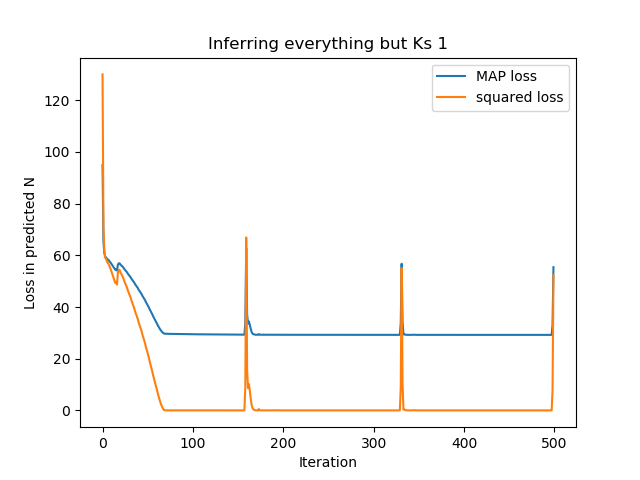 Inferring everything but Ks 1
MAP loss
squared loss
Loss in predicted N
120
100
80
60
40
20
0
0 100 200 300 400 500
Iteration